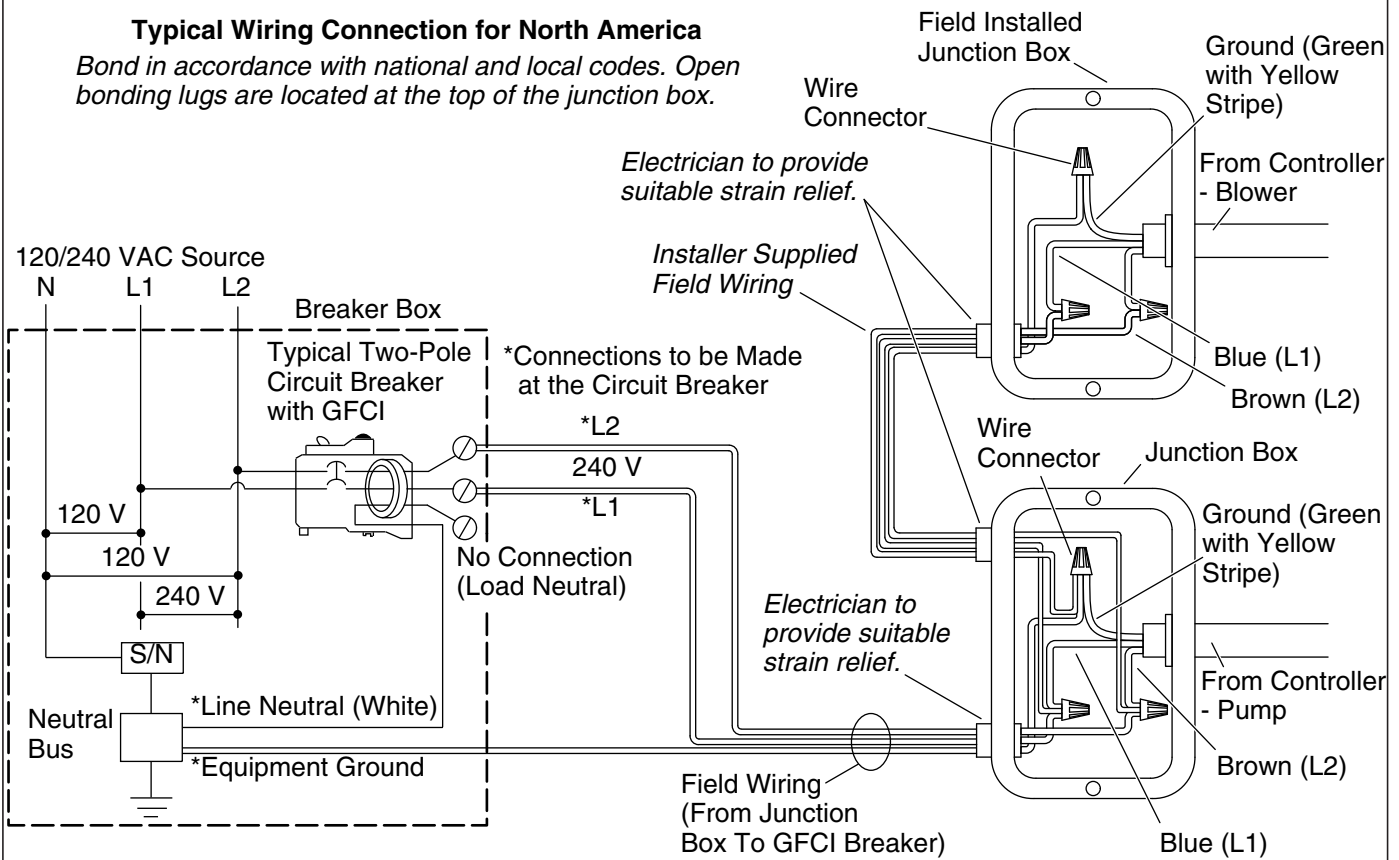 Typical Wiring Connection for North America
Bond in accordance with national and local codes. Open
bonding lugs are located at the top of the junction box.
Field Installed
Junction Box
Ground (Green
with Yellow
Stripe)
Wire
Connector
Electrician to provide
suitable strain relief.
From Controller
- Blower
Installer Supplied
Field Wiring
120/240 VAC Source
N L1 L2
Breaker Box
Typical Two-Pole
Circuit Breaker
with GFCI
*Connections to be Made
at the Circuit Breaker
Blue (L1)
Brown (L2)
*L2
240 V
*L1
Wire
Connector
Junction Box
120 V
120 V
240 V
No Connection
(Load Neutral)
Ground (Green
with Yellow
Stripe)
Electrician to
provide suitable
strain relief.
S/N
From Controller
- Pump
*Line Neutral (White)
Neutral
Bus
*Equipment Ground
Brown (L2)
Field Wiring
(From Junction
Box To GFCI Breaker)
Blue (L1)